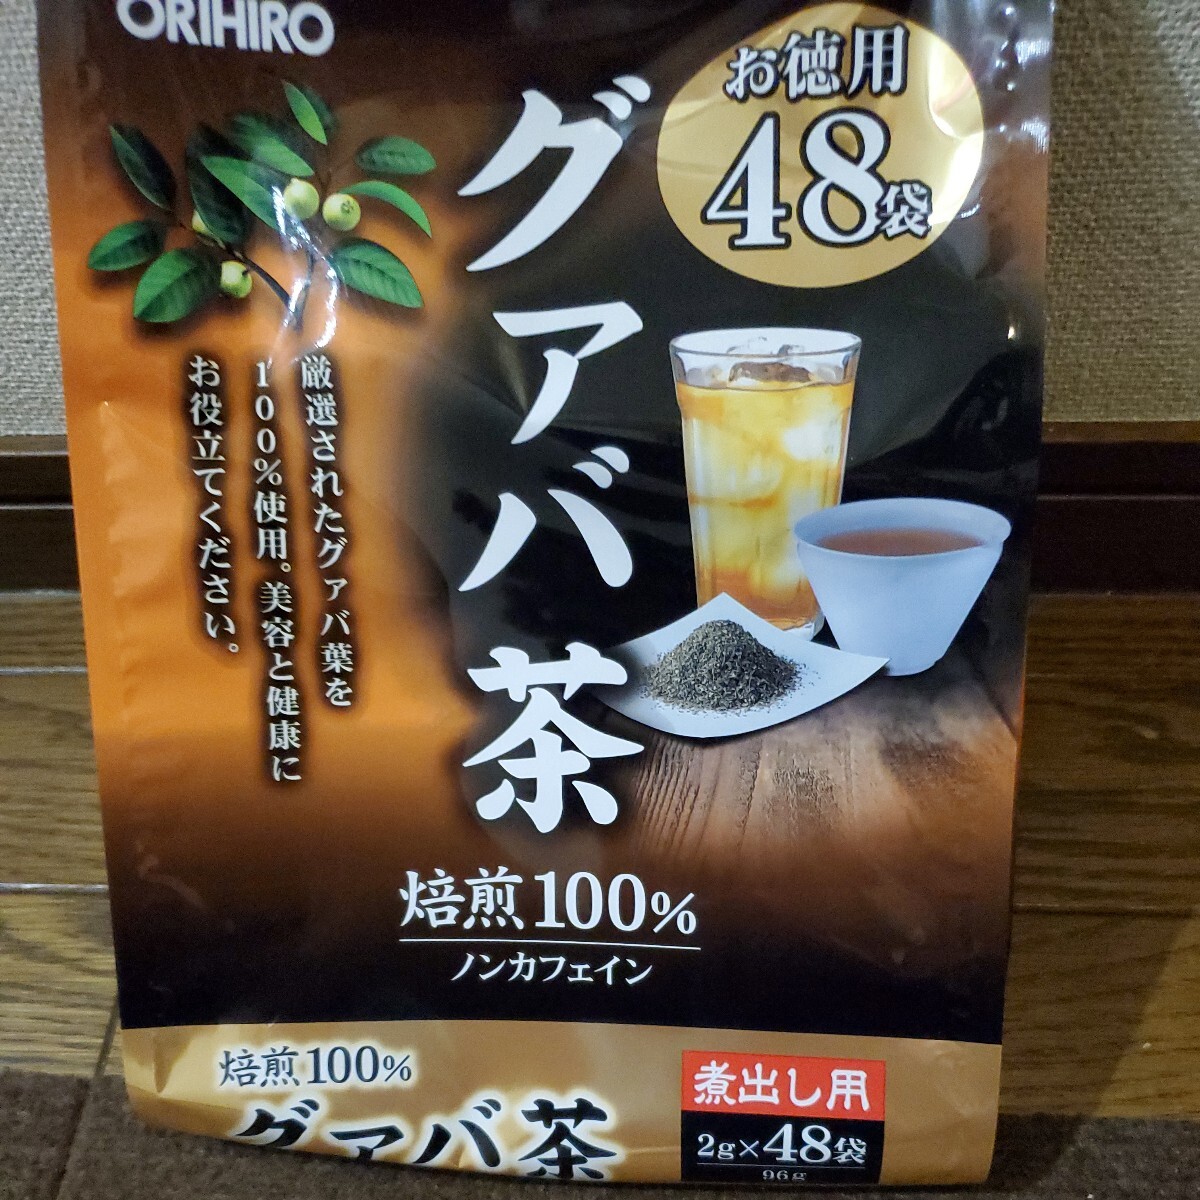 ORIHIRO
お徳用
48袋
グァバ茶
厳選されたグァバ葉を
100%使用。美容と健康に
お役立てください。
焙煎100%
ノンカフェイン
焙煎100%
グァバ茶
煮出し用
2g×48袋
96g